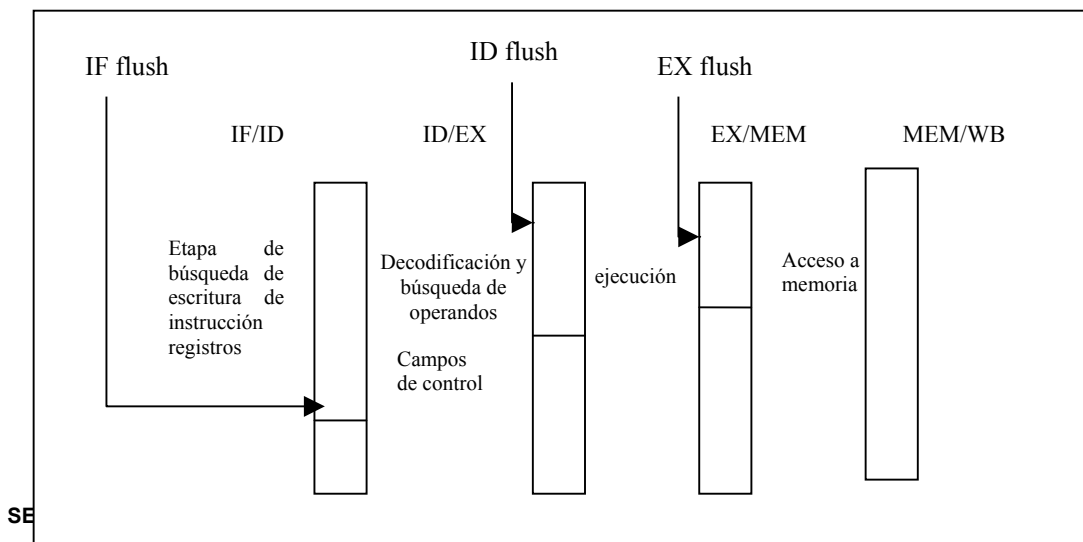 IF flush
ID flush
EX flush
IF/ID
ID/EX
EX/MEM
MEM/WB
Etapa de
búsqueda de
escritura de
instrucción
registros
Decodificación y
búsqueda de
operandos
Campos
de control
ejecución
Acceso a
memoria
SE